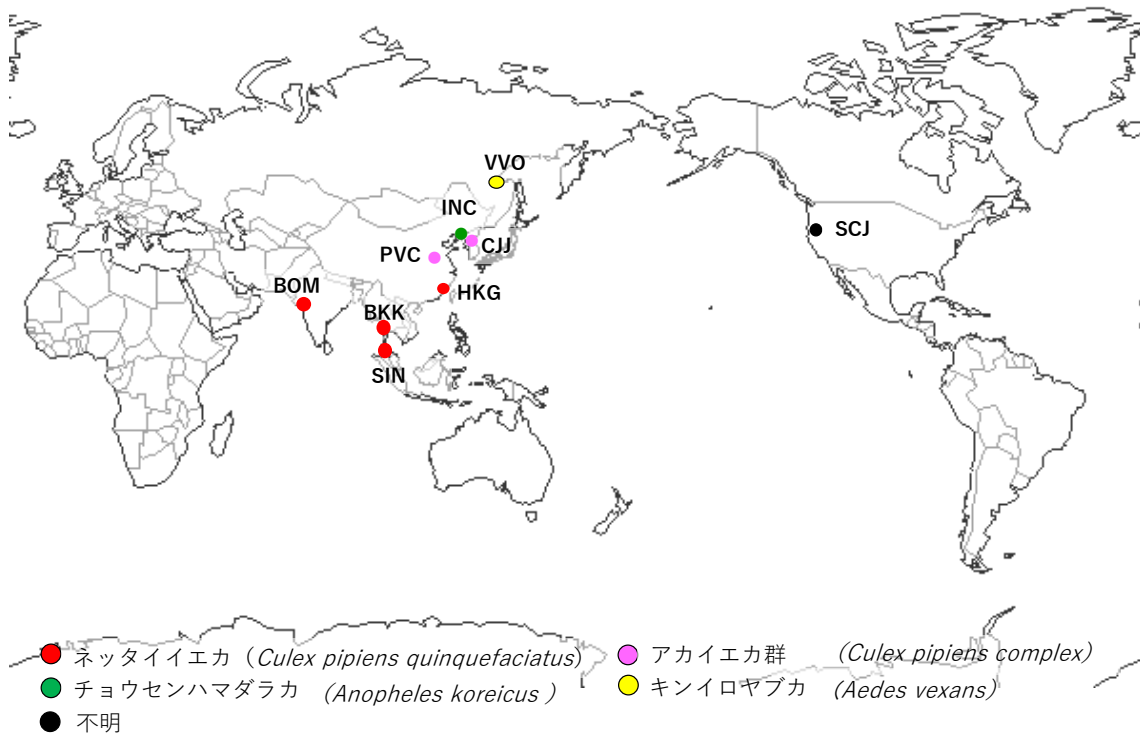 VVO
INC
CJJ
PVC
SCJ
BOM
HKG
BKK
SIN
ネッタイイエカ（Culex pipiens quinquefaciatus)
アカイエカ群 (Culex pipiens complex)
チョウセンハマダラカ (Anopheles koreicus )
キンイロヤブカ (Aedes vexans)
不明